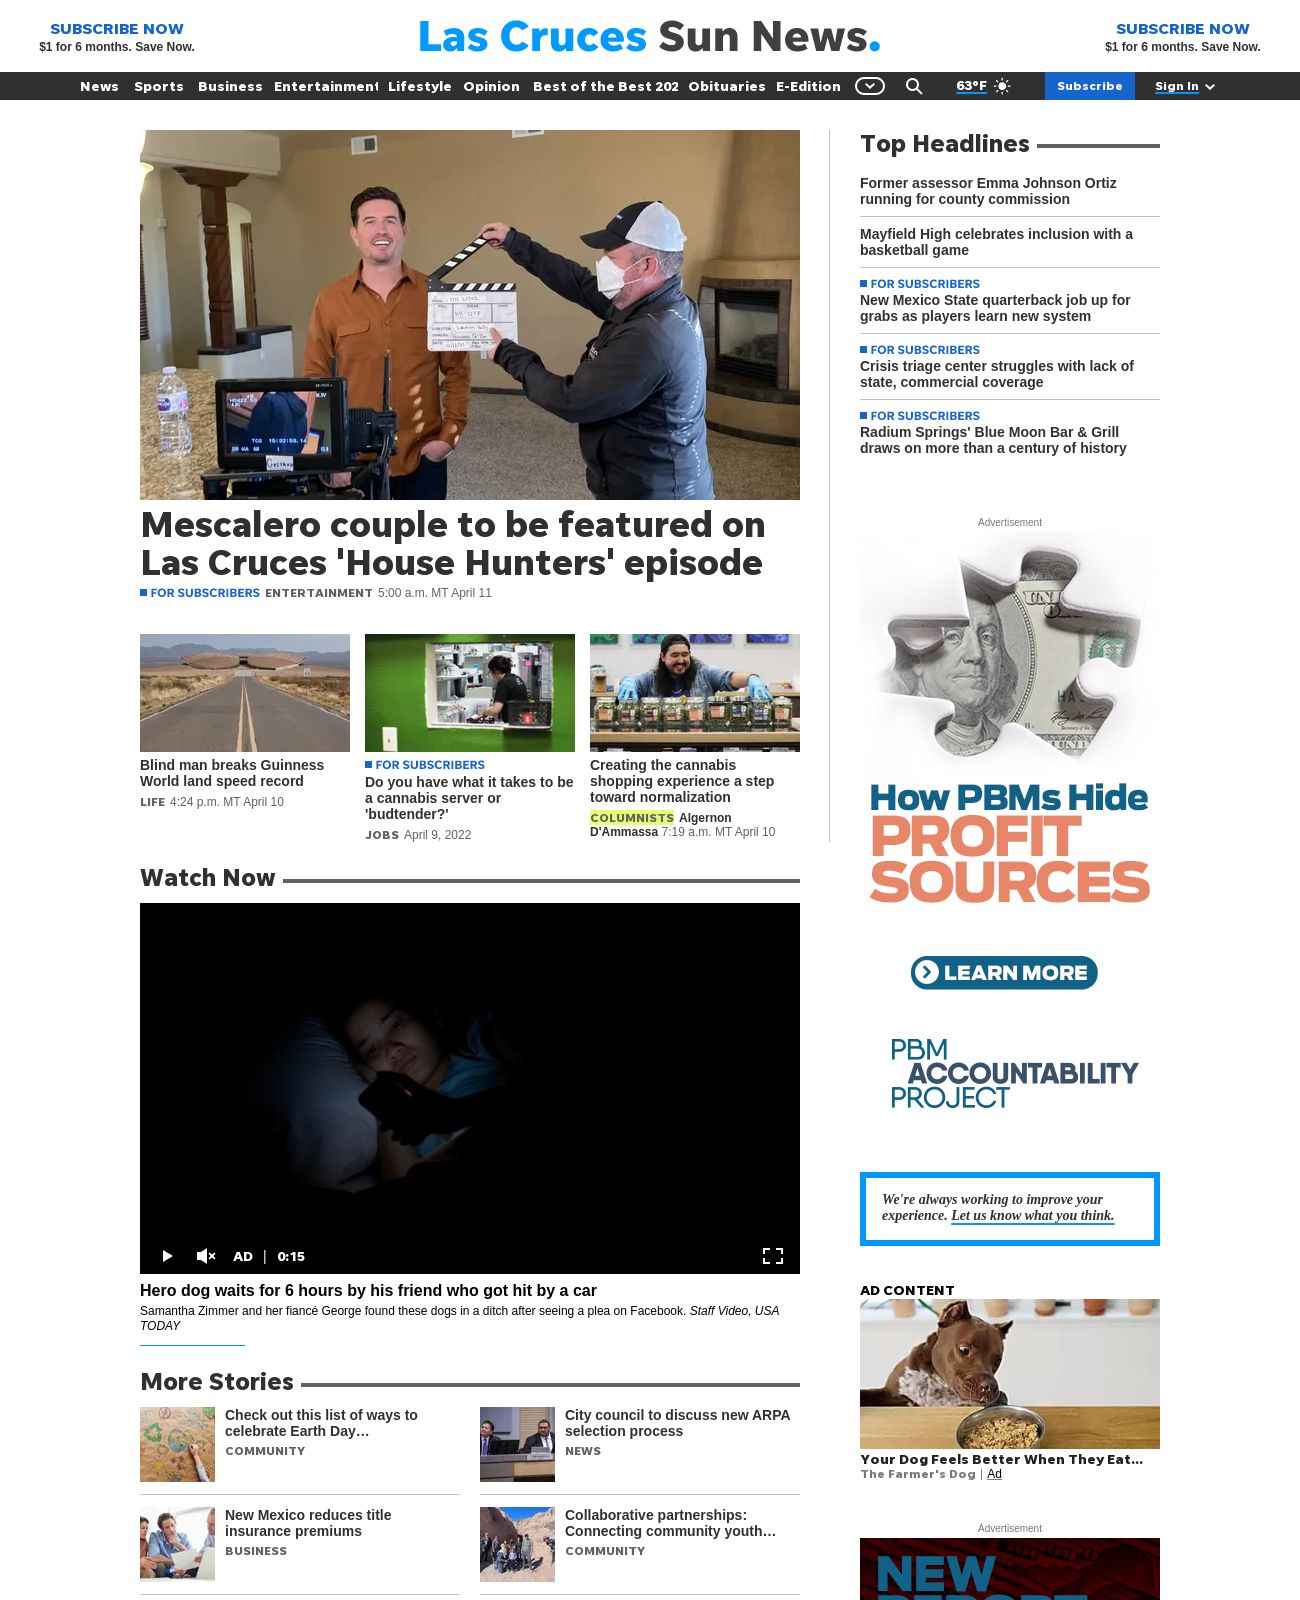 SUBSCRIBE NOW
$1 for 6 months. Save Now.
Las Cruces Sun News.
SUBSCRIBE NOW
$1 for 6 months. Save Now.
News Sports Business Entertainment Lifestyle Opinion Best of the Best 202 Obituaries E-Edition 63°F Subscribe Sign In
Mescalero couple to be featured on
Las Cruces 'House Hunters' episode
FOR SUBSCRIBERS ENTERTAINMENT 5:00 a.m. MT April 11
Blind man breaks Guinness
World land speed record
LIFE 4:24 p.m. MT April 10
FOR SUBSCRIBERS
Do you have what it takes to be
a cannabis server or
'budtender?'
JOBS April 9, 2022
Creating the cannabis
shopping experience a step
toward normalization
COLUMNISTS Algernon
D'Ammassa 7:19 a.m. MT April 10
Top Headlines
Former assessor Emma Johnson Ortiz
running for county commission
Mayfield High celebrates inclusion with a
basketball game
FOR SUBSCRIBERS
New Mexico State quarterback job up for
grabs as players learn new system
FOR SUBSCRIBERS
Crisis triage center struggles with lack of
state, commercial coverage
FOR SUBSCRIBERS
Radium Springs' Blue Moon Bar & Grill
draws on more than a century of history
Advertisement
How PBMs Hide
PROFIT
SOURCES
LEARN MORE
PBM
ACCOUNTABILITY
PROJECT
Watch Now
AD | 0:15
Hero dog waits for 6 hours by his friend who got hit by a car
Samantha Zimmer and her fiancé George found these dogs in a ditch after seeing a plea on Facebook. Staff Video, USA
TODAY
We're always working to improve your
experience. Let us know what you think.
AD CONTENT
Your Dog Feels Better When They Eat…
The Farmer's Dog | Ad
Advertisement
NEW
REPORT
More Stories
Check out this list of ways to
celebrate Earth Day…
COMMUNITY
City council to discuss new ARPA
selection process
NEWS
New Mexico reduces title
insurance premiums
BUSINESS
Collaborative partnerships:
Connecting community youth…
COMMUNITY